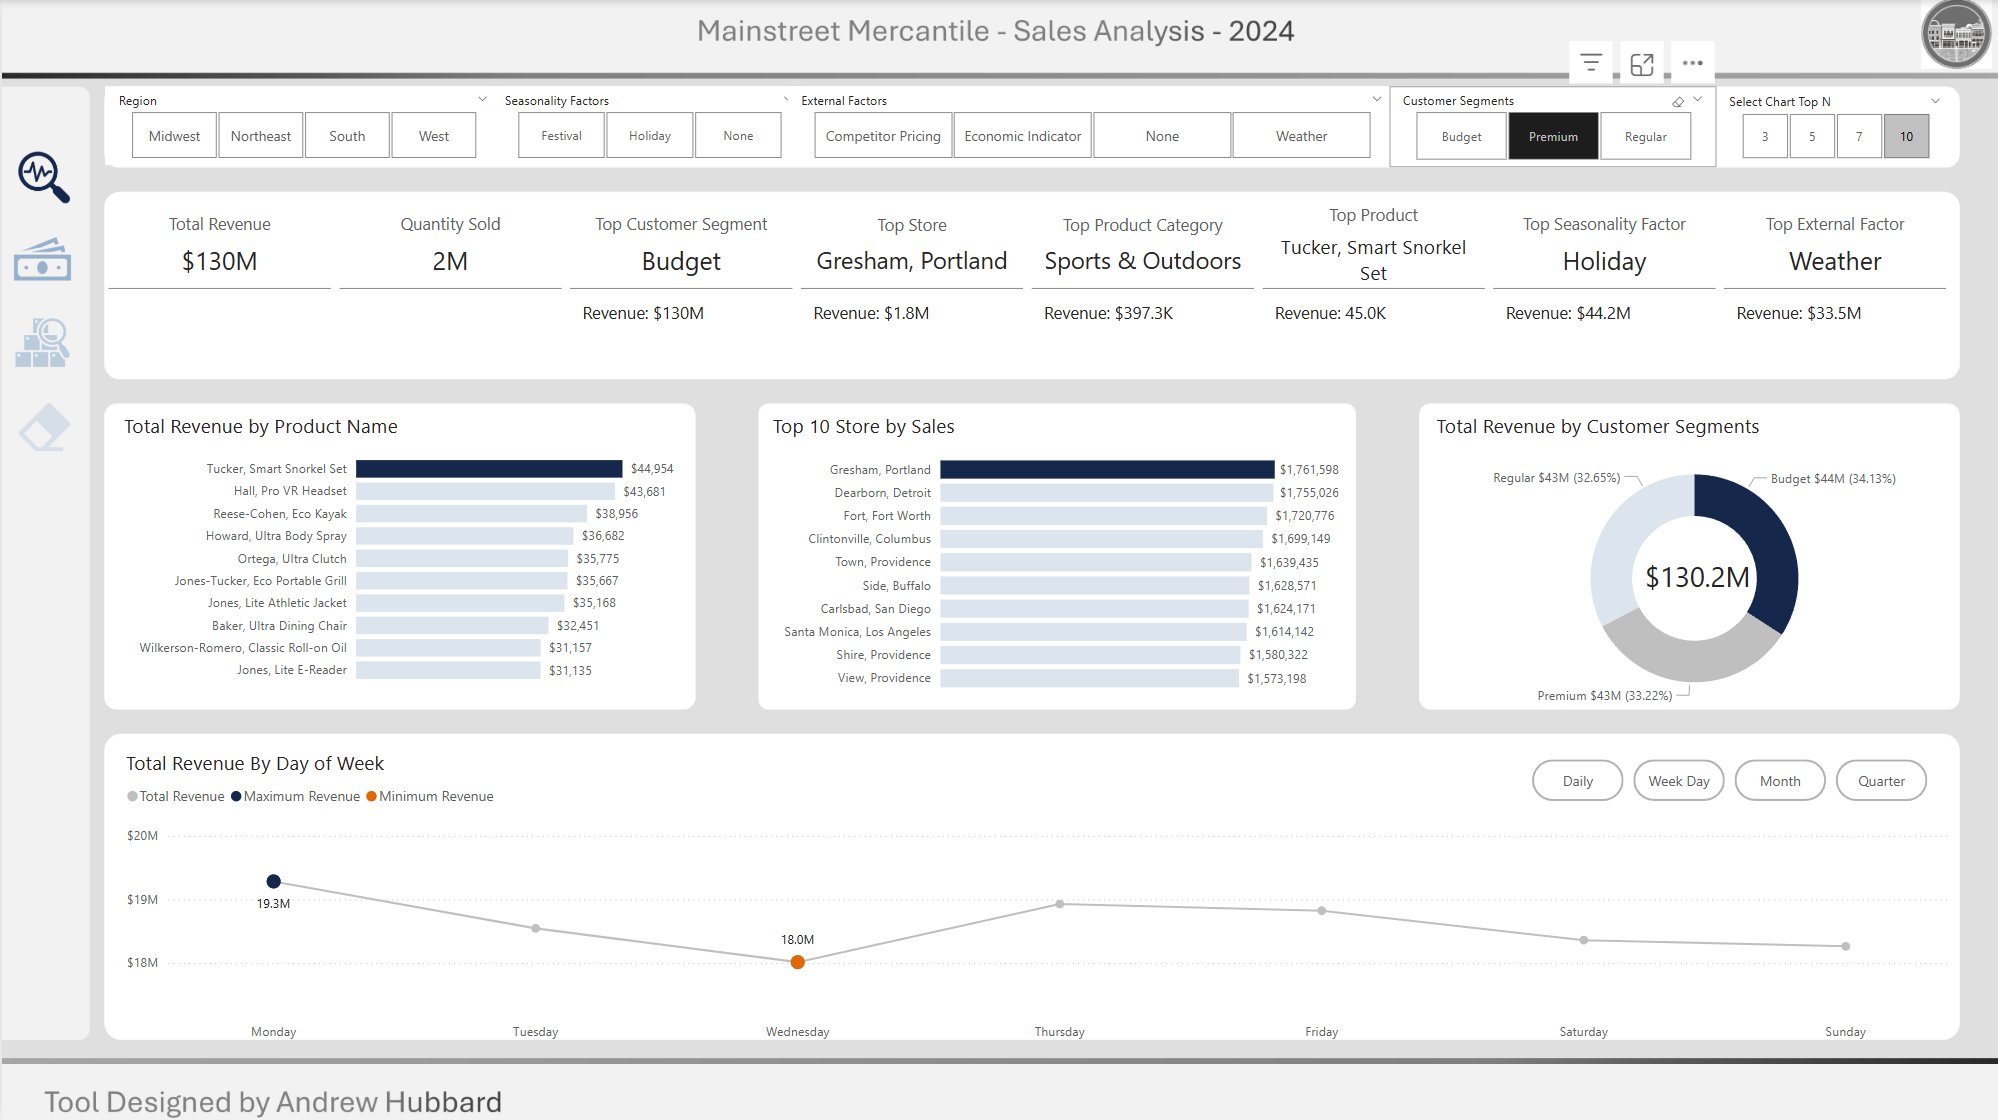 Mainstreet Mercantile - Sales Analysis - 2024
Region
Midwest
Northeast
South
West
Seasonality Factors
Festival
Holiday
None
External Factors
Competitor Pricing
Economic Indicator
None
Weather
Customer Segments
Budget
Premium
Regular
Select Chart Top N
3
5
7
10
Total Revenue
$130M
Quantity Sold
2M
Top Customer Segment
Budget
Revenue: $130M
Top Store
Gresham, Portland
Revenue: $1.8M
Top Product Category
Sports & Outdoors
Revenue: $397.3K
Top Product
Tucker, Smart Snorkel
Set
Revenue: 45.0K
Top Seasonality Factor
Holiday
Revenue: $44.2M
Top External Factor
Weather
Revenue: $33.5M
Total Revenue by Product Name
Tucker, Smart Snorkel Set $44,954
Hall, Pro VR Headset $43,681
Reese-Cohen, Eco Kayak $38,956
Howard, Ultra Body Spray $36,682
Ortega, Ultra Clutch $35,775
Jones-Tucker, Eco Portable Grill $35,667
Jones, Lite Athletic Jacket $35,168
Baker, Ultra Dining Chair $32,451
Wilkerson-Romero, Classic Roll-on Oil $31,157
Jones, Lite E-Reader $31,135
Top 10 Store by Sales
Gresham, Portland $1,761,598
Dearborn, Detroit $1,755,026
Fort, Fort Worth $1,720,776
Clintonville, Columbus $1,699,149
Town, Providence $1,639,435
Side, Buffalo $1,628,571
Carlsbad, San Diego $1,624,171
Santa Monica, Los Angeles $1,614,142
Shire, Providence $1,580,322
View, Providence $1,573,198
Total Revenue by Customer Segments
Regular $43M (32.65%)
Budget $44M (34.13%)
$130.2M
Premium $43M (33.22%)
Total Revenue By Day of Week
Total Revenue Maximum Revenue Minimum Revenue
Daily
Week Day
Month
Quarter
$20M
$19M
$18M
19.3M
18.0M
Monday
Tuesday
Wednesday
Thursday
Friday
Saturday
Sunday
Tool Designed by Andrew Hubbard